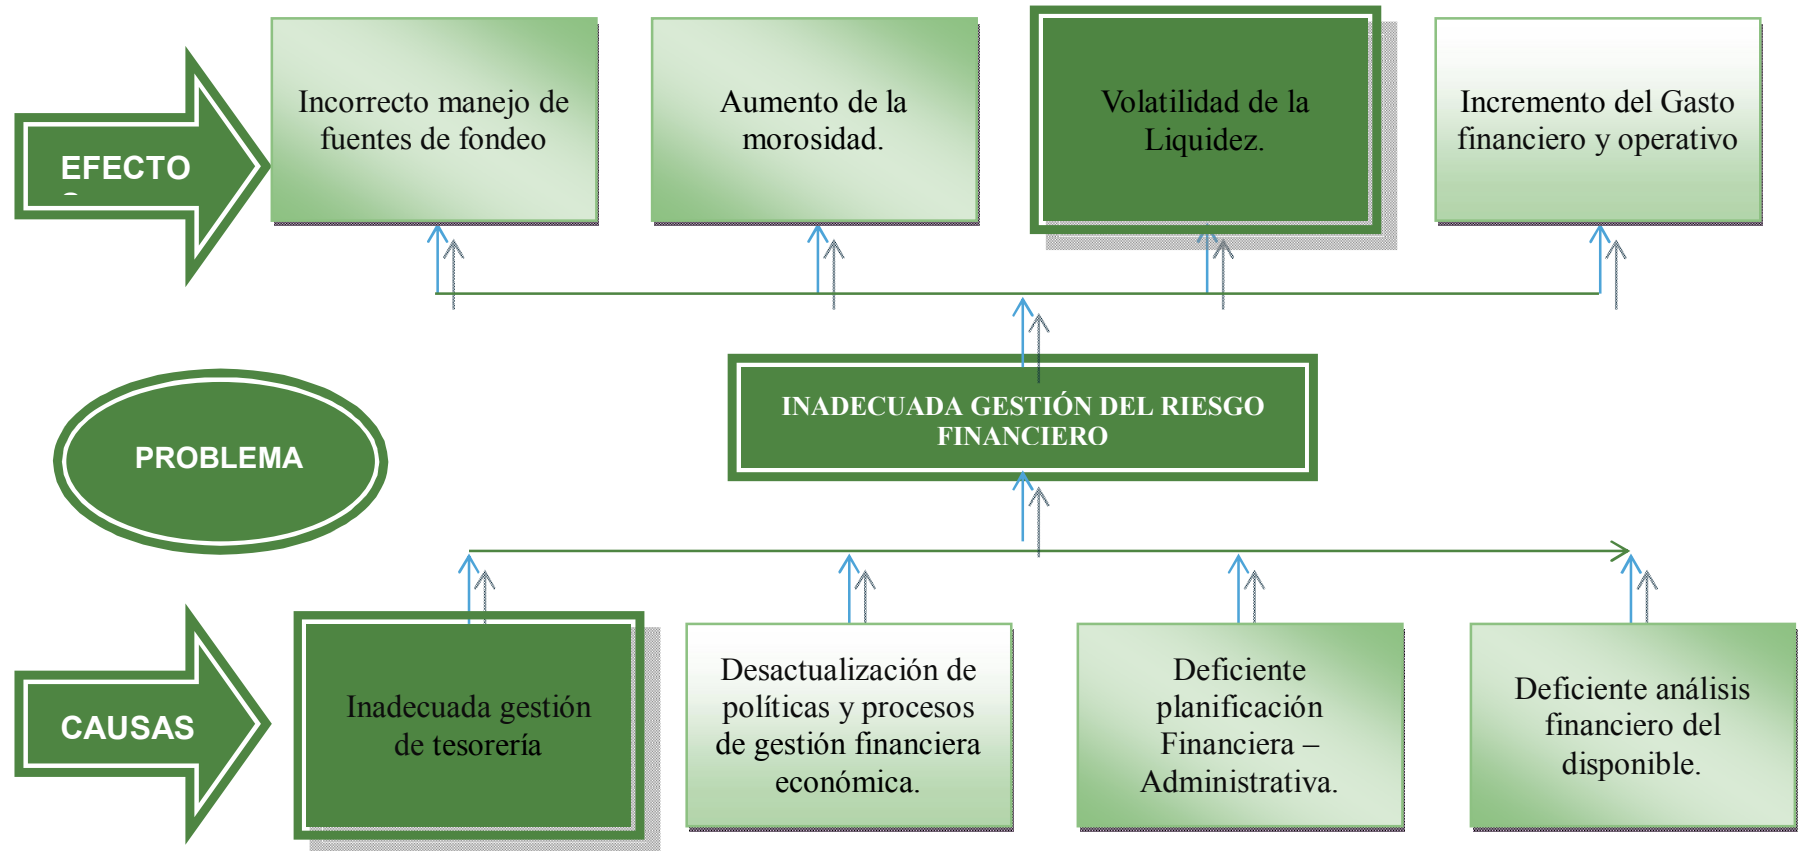 Incorrecto manejo de
fuentes de fondeo
Aumento de la
morosidad.
Volatilidad de la
Liquidez.
Incremento del Gasto
financiero y operativo
EFECTO
INADECUADA GESTIÓN DEL RIESGO
FINANCIERO
PROBLEMA
CAUSAS
Inadecuada gestión
de tesorería
Desactualización de
políticas y procesos
de gestión financiera
económica.
Deficiente
planificación
Financiera –
Administrativa.
Deficiente análisis
financiero del
disponible.